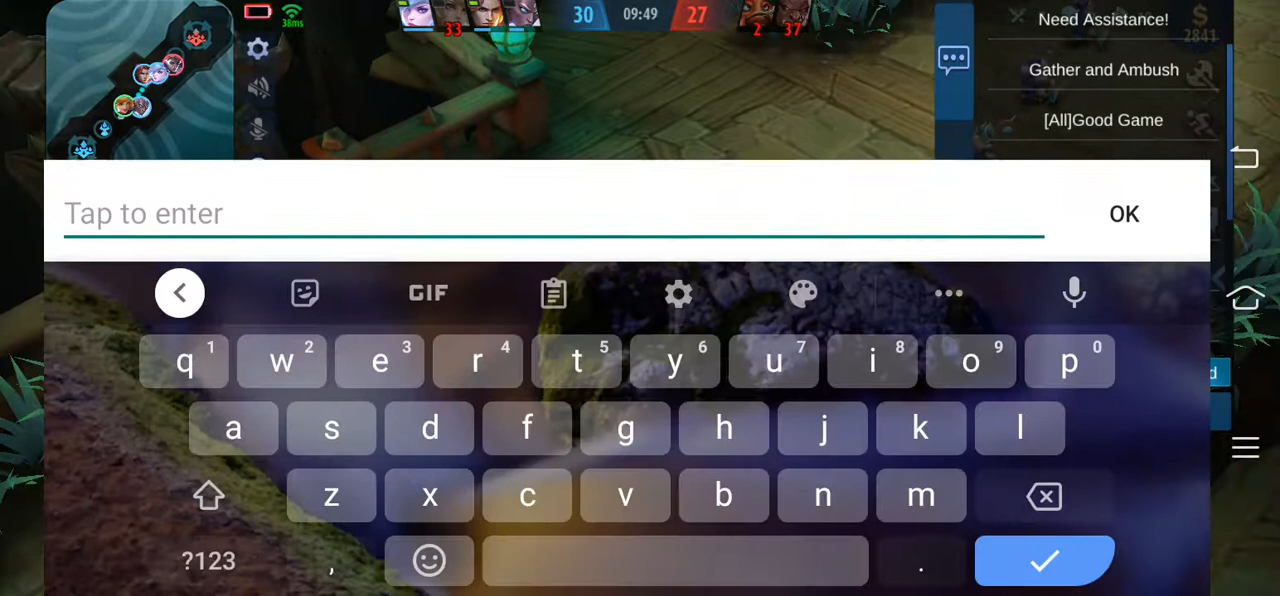 38ms
33
30 09:49 27
2 37
Need Assistance!
$
2841
Gather and Ambush
[All]Good Game
Tap to enter
OK
GIF
q 1 w 2 e 3 r 4 t 5 y 6 u 7 i 8 o 9 p 0
a s d f g h j k l
z x c v b n m
?123 , .